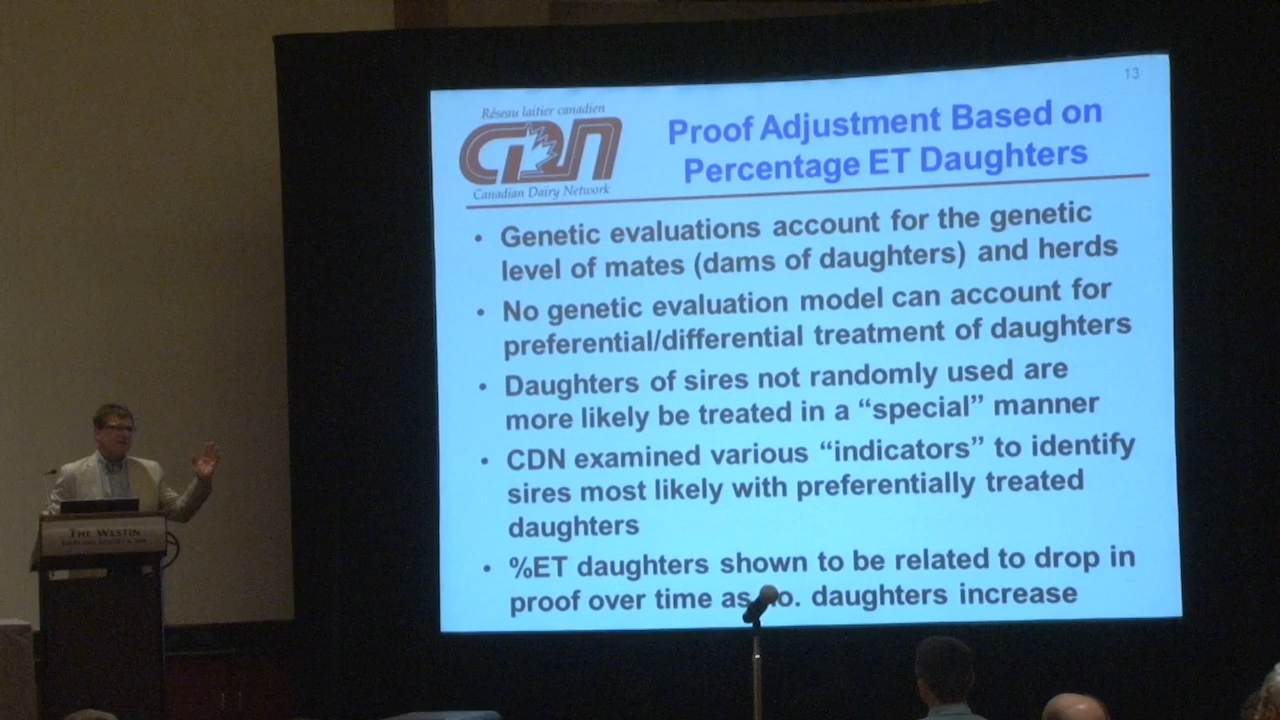 13
Réseau laitier canadien
CDN
Canadian Dairy Network
Proof Adjustment Based on
Percentage ET Daughters
• Genetic evaluations account for the genetic
level of mates (dams of daughters) and herds
• No genetic evaluation model can account for
preferential/differential treatment of daughters
• Daughters of sires not randomly used are
more likely be treated in a “special” manner
• CDN examined various “indicators” to identify
sires most likely with preferentially treated
daughters
• %ET daughters shown to be related to drop in
proof over time as no. daughters increase
THE WESTIN